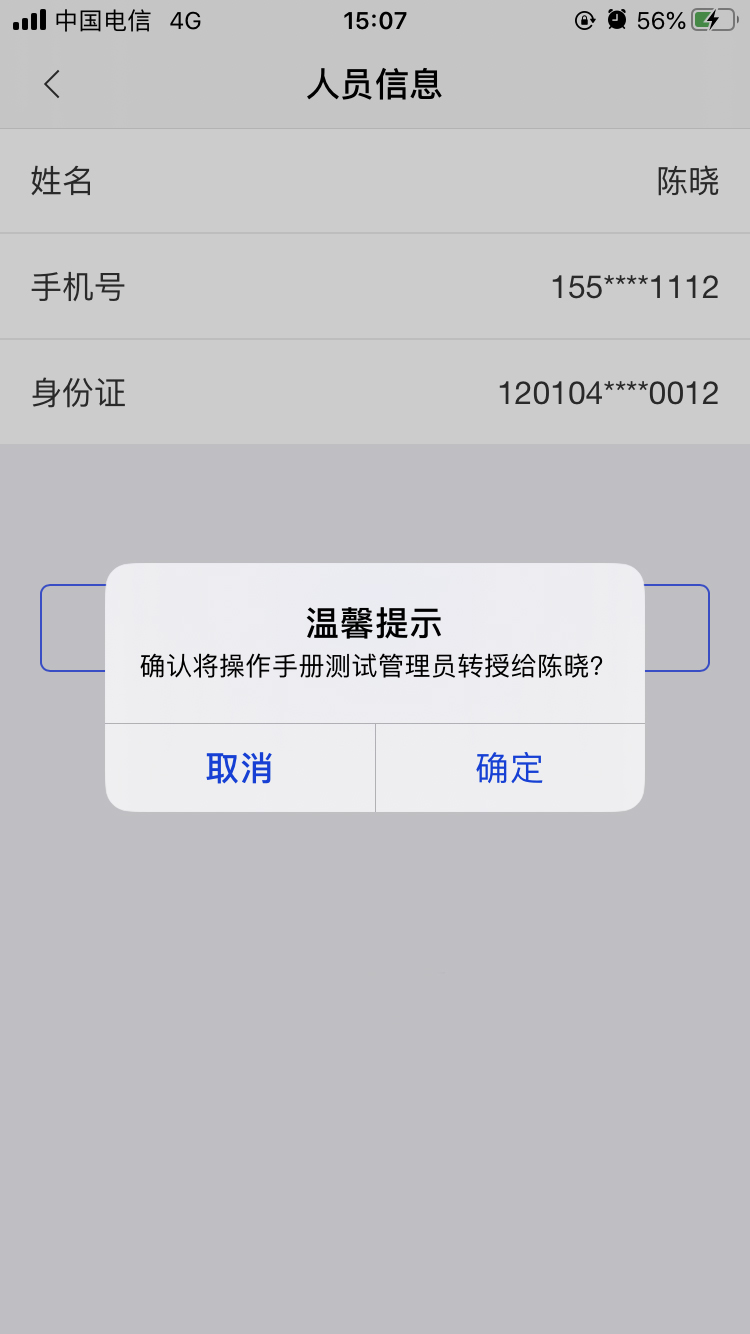 中国电信 4G 15:07 56%
人员信息
姓名 陈晓
手机号 155****1112
身份证 120104****0012
温馨提示
确认将操作手册测试管理员转授给陈晓?
取消 确定